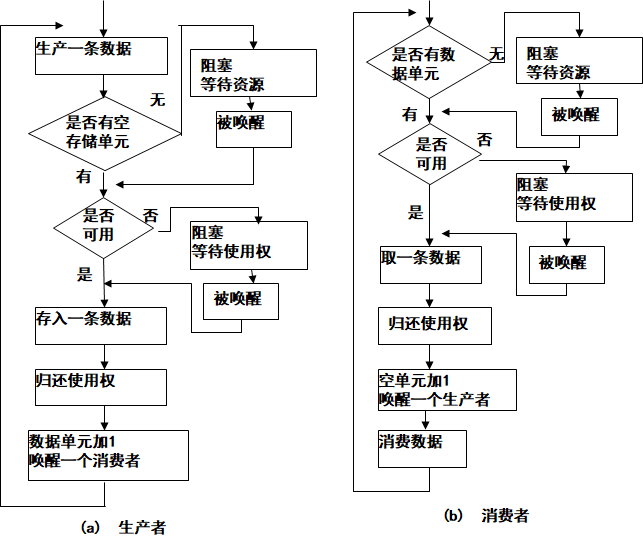 生产一条数据
无
阻塞
等待资源
是否有空
存储单元
被唤醒
有
是否
可用
否
阻塞
等待使用权
是
被唤醒
存入一条数据
归还使用权
数据单元加1
唤醒一个消费者
(a) 生产者
是否有数
据单元
无
阻塞
等待资源
有
被唤醒
是否
可用
否
阻塞
等待使用权
是
取一条数据
被唤醒
归还使用权
空单元加1
唤醒一个生产者
消费数据
(b) 消费者